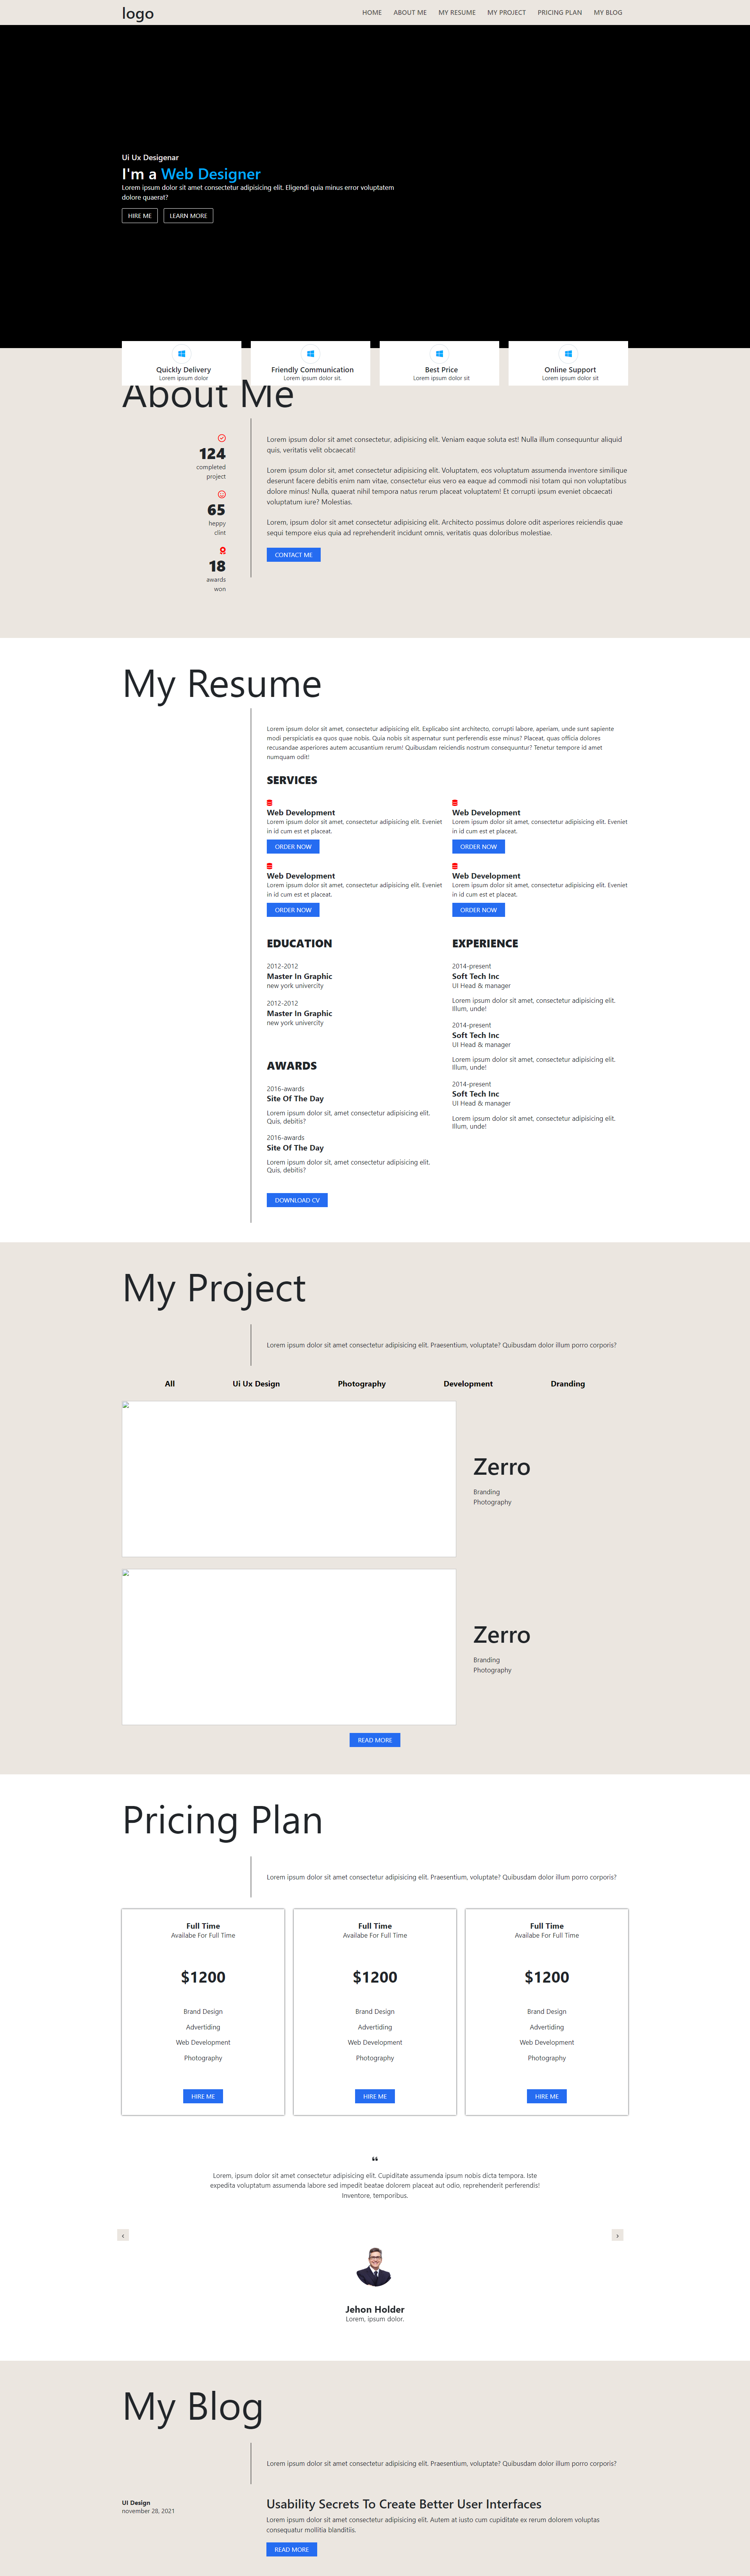 logo
HOME ABOUT ME MY RESUME MY PROJECT PRICING PLAN MY BLOG
Ui Ux Desigenar
I'm a Web Designer
Lorem ipsum dolor sit amet consectetur adipisicing elit. Eligendi quia minus error voluptatem
dolore quaerat?
HIRE ME LEARN MORE
Quickly Delivery
Lorem ipsum dolor
Friendly Communication
Lorem ipsum dolor sit.
Best Price
Lorem ipsum dolor sit
Online Support
Lorem ipsum dolor sit
About Me
124
completed
project
65
heppy
clint
18
awards
won
Lorem ipsum dolor sit amet consectetur, adipisicing elit. Veniam eaque soluta est! Nulla illum consequuntur aliquid
quis, veritatis velit obcaecati!
Lorem ipsum dolor sit, amet consectetur adipisicing elit. Voluptatem, eos voluptatum assumenda inventore similique
deserunt facere debitis enim nam vitae, consectetur eius vero ea eaque ad commodi nisi totam qui non voluptatibus
dolore minus! Nulla, quaerat nihil tempora natus rerum placeat voluptatem! Et corrupti ipsum eveniet obcaecati
voluptatum iure? Molestias.
Lorem, ipsum dolor sit amet consectetur adipisicing elit. Architecto possimus dolore odit asperiores reiciendis quae
sequi tempore eius quia ad reprehenderit incidunt omnis, veritatis quas doloribus molestiae.
CONTACT ME
My Resume
Lorem ipsum dolor sit amet, consectetur adipisicing elit. Explicabo sint architecto, corrupti labore, aperiam, unde sunt sapiente
modi perspiciatis ea quos quae nobis. Quia nobis sit aspernatur sunt perferendis esse minus? Placeat, quas officia dolores
recusandae asperiores autem accusantium rerum! Quibusdam reiciendis nostrum consequuntur? Tenetur tempore id amet
numquam odit!
SERVICES
Web Development
Lorem ipsum dolor sit amet, consectetur adipisicing elit. Eveniet
in id cum est et placeat.
ORDER NOW
Web Development
Lorem ipsum dolor sit amet, consectetur adipisicing elit. Eveniet
in id cum est et placeat.
ORDER NOW
Web Development
Lorem ipsum dolor sit amet, consectetur adipisicing elit. Eveniet
in id cum est et placeat.
ORDER NOW
Web Development
Lorem ipsum dolor sit amet, consectetur adipisicing elit. Eveniet
in id cum est et placeat.
ORDER NOW
EDUCATION
2012-2012
Master In Graphic
new york univercity
2012-2012
Master In Graphic
new york univercity
AWARDS
2016-awards
Site Of The Day
Lorem ipsum dolor sit, amet consectetur adipisicing elit.
Quis, debitis?
2016-awards
Site Of The Day
Lorem ipsum dolor sit, amet consectetur adipisicing elit.
Quis, debitis?
EXPERIENCE
2014-present
Soft Tech Inc
UI Head & manager
Lorem ipsum dolor sit amet, consectetur adipisicing elit.
Illum, unde!
2014-present
Soft Tech Inc
UI Head & manager
Lorem ipsum dolor sit amet, consectetur adipisicing elit.
Illum, unde!
2014-present
Soft Tech Inc
UI Head & manager
Lorem ipsum dolor sit amet, consectetur adipisicing elit.
Illum, unde!
DOWNLOAD CV
My Project
Lorem ipsum dolor sit amet consectetur adipisicing elit. Praesentium, voluptate? Quibusdam dolor illum porro corporis?
All Ui Ux Design Photography Development Branding
Zerro
Branding
Photography
Zerro
Branding
Photography
READ MORE
Pricing Plan
Lorem ipsum dolor sit amet consectetur adipisicing elit. Praesentium, voluptate? Quibusdam dolor illum porro corporis?
Full Time
Availabe For Full Time
$1200
Brand Design
Advertiding
Web Development
Photography
HIRE ME
Full Time
Availabe For Full Time
$1200
Brand Design
Advertiding
Web Development
Photography
HIRE ME
Full Time
Availabe For Full Time
$1200
Brand Design
Advertiding
Web Development
Photography
HIRE ME
Lorem, ipsum dolor sit amet consectetur adipisicing elit. Cupiditate assumenda ipsum nobis dicta tempora. Iste
expedita voluptatum assumenda labore sed impedit beatae dolorem placeat aut odio, reprehenderit perferendis!
Inventore, temporibus.
Jehon Holder
Lorem, ipsum dolor.
My Blog
Lorem ipsum dolor sit amet consectetur adipisicing elit. Praesentium, voluptate? Quibusdam dolor illum porro corporis?
UI Design
november 28, 2021
Usability Secrets To Create Better User Interfaces
Lorem ipsum dolor sit amet consectetur adipisicing elit. Autem at iusto cum cupiditate ex rerum dolorem voluptas
consequatur mollitia blanditiis.
READ MORE